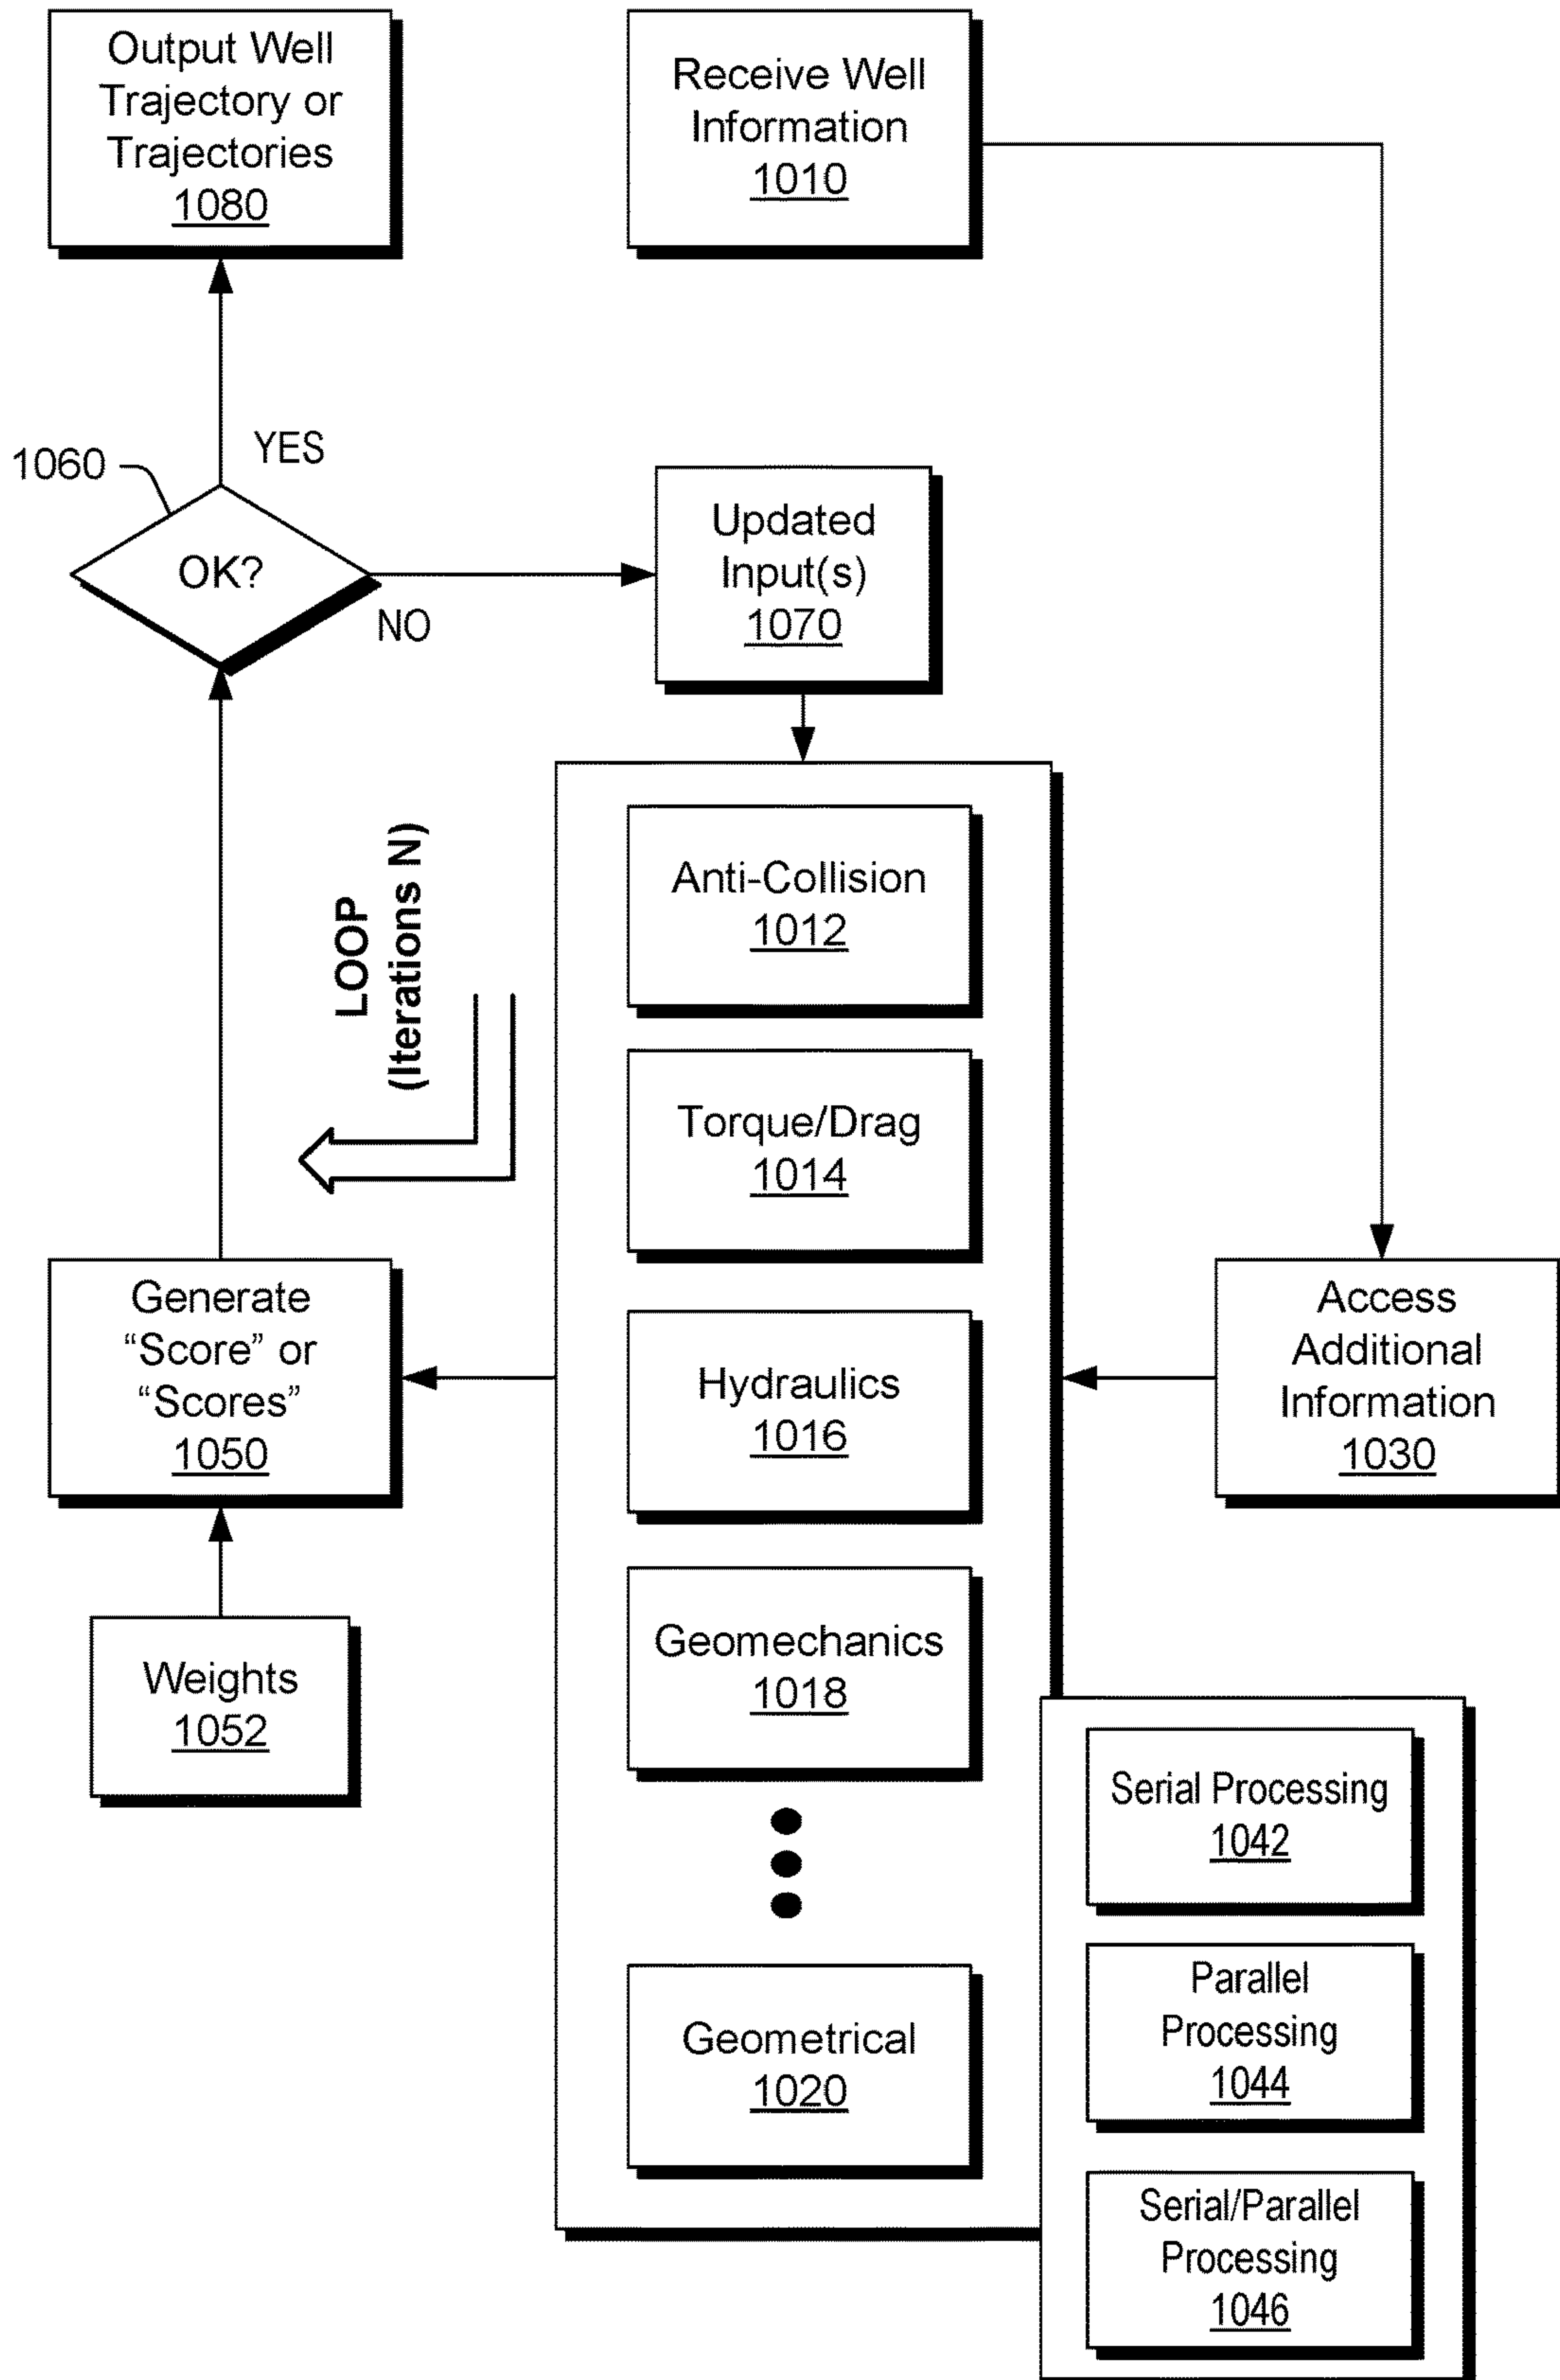 Output Well
Trajectory or
Trajectories
1080
Receive Well
Information
1010
1060
YES
OK?
NO
Updated
Input(s)
1070
LOOP
(Iterations N)
Anti-Collision
1012
Torque/Drag
1014
Hydraulics
1016
Geomechanics
1018
Geometrical
1020
Generate
“Score” or
“Scores”
1050
Weights
1052
Access
Additional
Information
1030
Serial Processing
1042
Parallel
Processing
1044
Serial/Parallel
Processing
1046